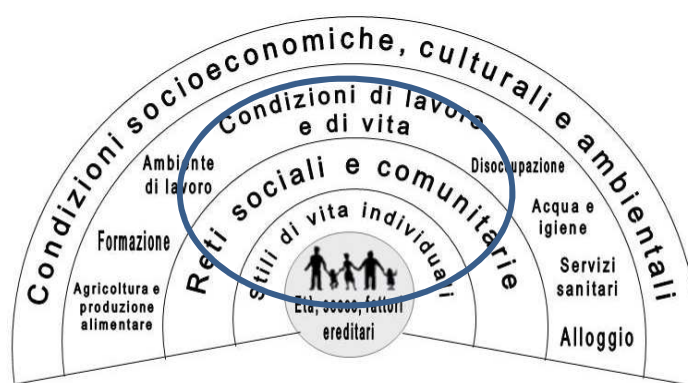 Condizioni socioeconomiche, culturali e ambientali
Condizioni di lavoro
e di vita
Ambiente
di lavoro
Formazione
Agricoltura e
produzione
alimentare
Disoccupazione
Acqua e
igiene
Servizi
sanitari
Alloggio
Reti sociali e comunitarie
Stili di vita individuali
Età, sesso, fattori
ereditari